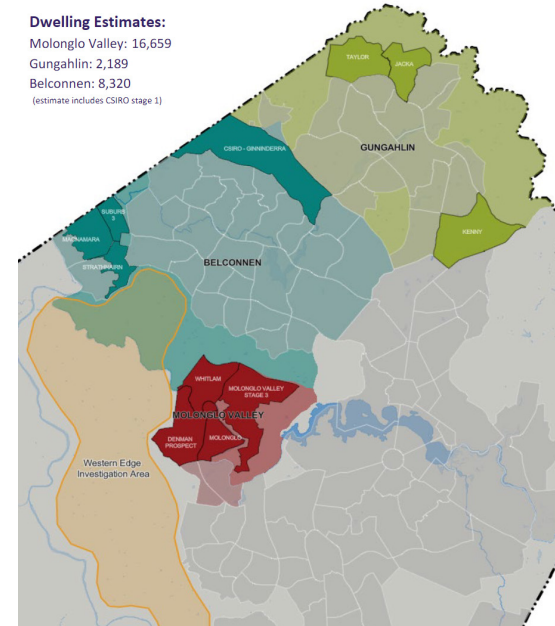 Dwelling Estimates:
Molonglo Valley: 16,659
Gungahlin: 2,189
Belconnen: 8,320
(estimate includes CSIRO stage 1)
TAYLOR
JACKA
CSIRO - GINNINDERRA
GUNGAHLIN
SUBURB
3
MACNAMARA
KENNY
STRATHNAIRN
BELCONNEN
WHITLAM
MOLONGLO VALLEY
STAGE 3
MOLONGLO VALLEY
DENMAN
PROSPECT
MOLONGLO
Western Edge
Investigation Area